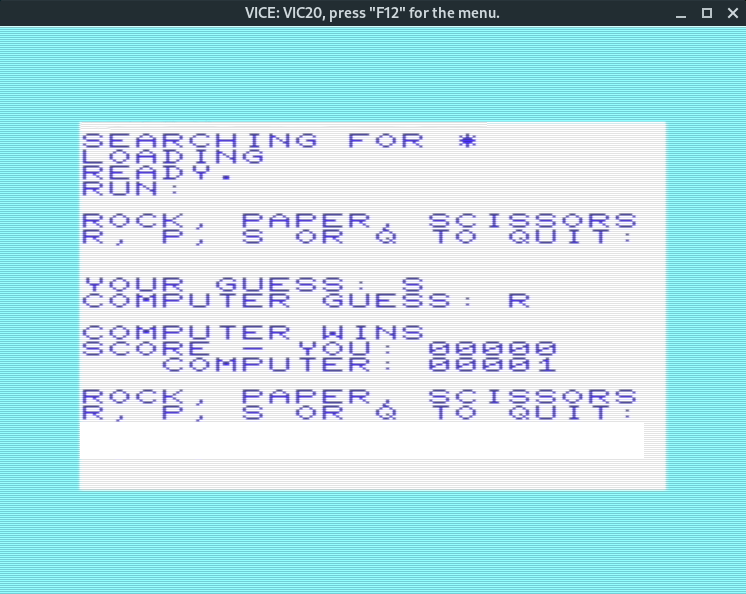 VICE: VIC20, press "F12" for the menu.
SEARCHING FOR *
LOADING
READY.
RUN:
ROCK, PAPER, SCISSORS
R, P, S OR Q TO QUIT:
YOUR GUESS: S
COMPUTER GUESS: R
COMPUTER WINS
SCORE - YOU: 00000
COMPUTER: 00001
ROCK, PAPER, SCISSORS
R, P, S OR Q TO QUIT: